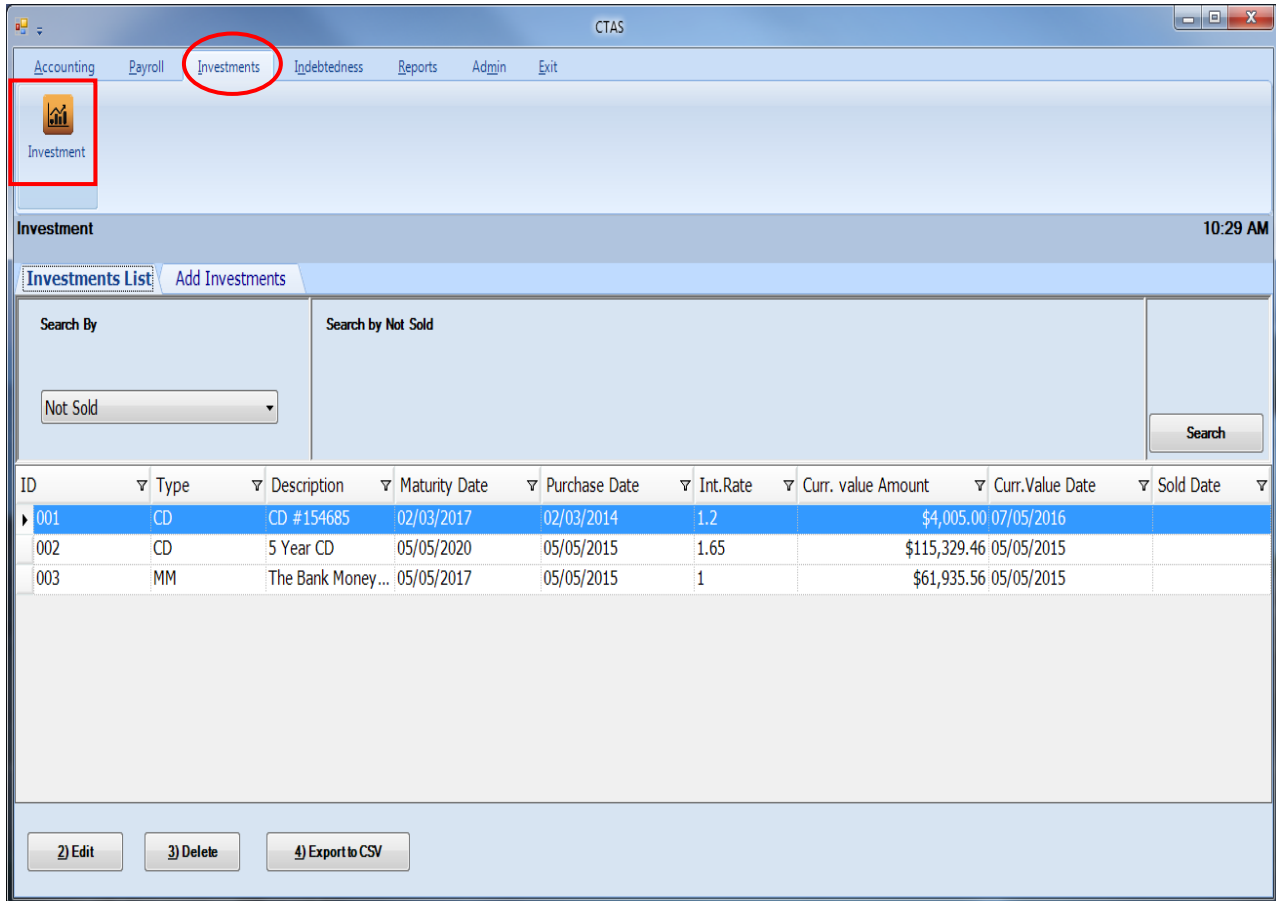 CTAS
Accounting Payroll Investments Indebtedness Reports Admin Exit
Investment
Investment 10:29 AM
Investments List Add Investments
Search By Search by Not Sold
Not Sold
Search
ID Type Description Maturity Date Purchase Date Int.Rate Curr. value Amount Curr.Value Date Sold Date
001 CD CD #154685 02/03/2017 02/03/2014 1.2 $4,005.00 07/05/2016
002 CD 5 Year CD 05/05/2020 05/05/2015 1.65 $115,329.46 05/05/2015
003 MM The Bank Money... 05/05/2017 05/05/2015 1 $61,935.56 05/05/2015
2) Edit 3) Delete 4) Export to CSV